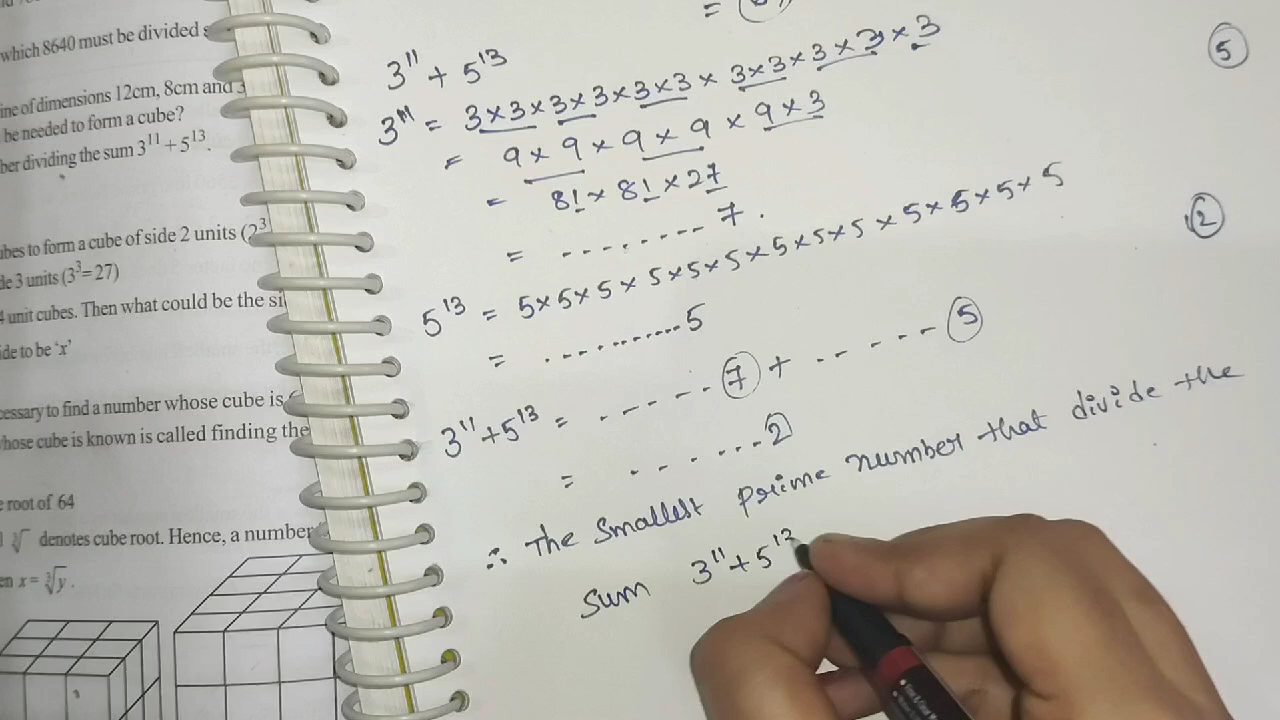 which 8640 must be divided
ine of dimensions 12cm, 8cm and 3
be needed to form a cube?
ber dividing the sum 3¹¹+5¹³.
ubes to form a cube of side 2 units (2³
de 3 units (3³=27)
4 unit cubes. Then what could be the si
ide to be ‘x’
cessary to find a number whose cube is
whose cube is known is called finding the
e root of 64
∛ denotes cube root. Hence, a number
en x = ∛y .
3¹¹ + 5¹³
3¹¹ = 3×3×3×3×3×3×3×3×3×3×3
= 9×9×9×9×9×3
= 81×81×27
= ........7.
5¹³ = 5×5×5×5×5×5×5×5×5×5×5×5×5
= ..........5
3¹¹+5¹³ = ------7 + ------5
= ------2
∴ The Smallest prime number that divide the
Sum 3¹¹+5¹³
5
2